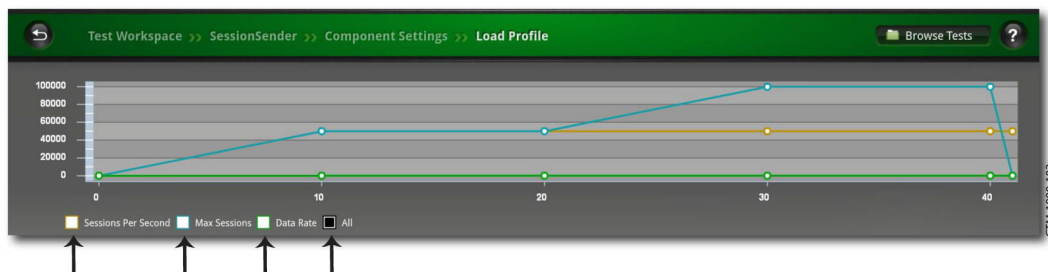 Test Workspace >> SessionSender >> Component Settings >> Load Profile
Browse Tests
?
100000
80000
60000
40000
20000
0
0 10 20 30 40
Sessions Per Second Max Sessions Data Rate All